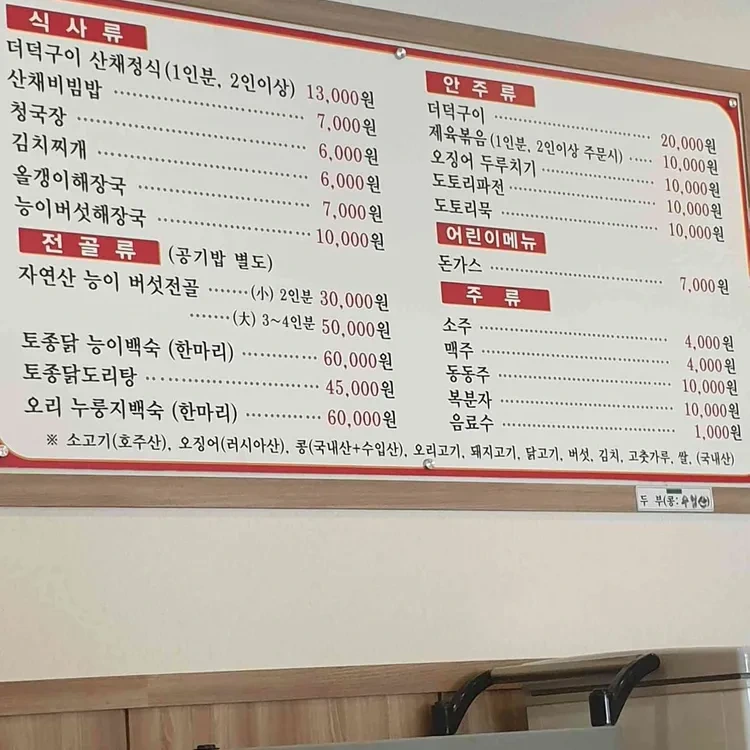 식사류
더덕구이 산채정식(1인분, 2인이상) 13,000원
산채비빔밥 ······ 7,000원
청국장 ······ 6,000원
김치찌개 ······ 6,000원
올갱이해장국 ······ 7,000원
능이버섯해장국 ······ 10,000원
전골류 (공기밥 별도)
자연산 능이 버섯전골 ······(小) 2인분 30,000원
······(大) 3~4인분 50,000원
토종닭 능이백숙 (한마리) ······ 60,000원
토종닭도리탕 ······ 45,000원
오리 누룽지백숙 (한마리) ······ 60,000원
안주류
더덕구이 ······ 20,000원
제육볶음(1인분, 2인이상 주문시) ······ 10,000원
오징어 두루치기 ······ 10,000원
도토리파전 ······ 10,000원
도토리묵 ······ 10,000원
어린이메뉴
돈가스 ······ 7,000원
주류
소주 ······ 4,000원
맥주 ······ 4,000원
동동주 ······ 10,000원
복분자 ······ 10,000원
음료수 ······ 1,000원
※ 소고기(호주산), 오징어(러시아산), 콩(국내산+수입산), 오리고기, 돼지고기, 닭고기, 버섯, 김치, 고춧가루, 쌀, (국내산)
두부(콩: